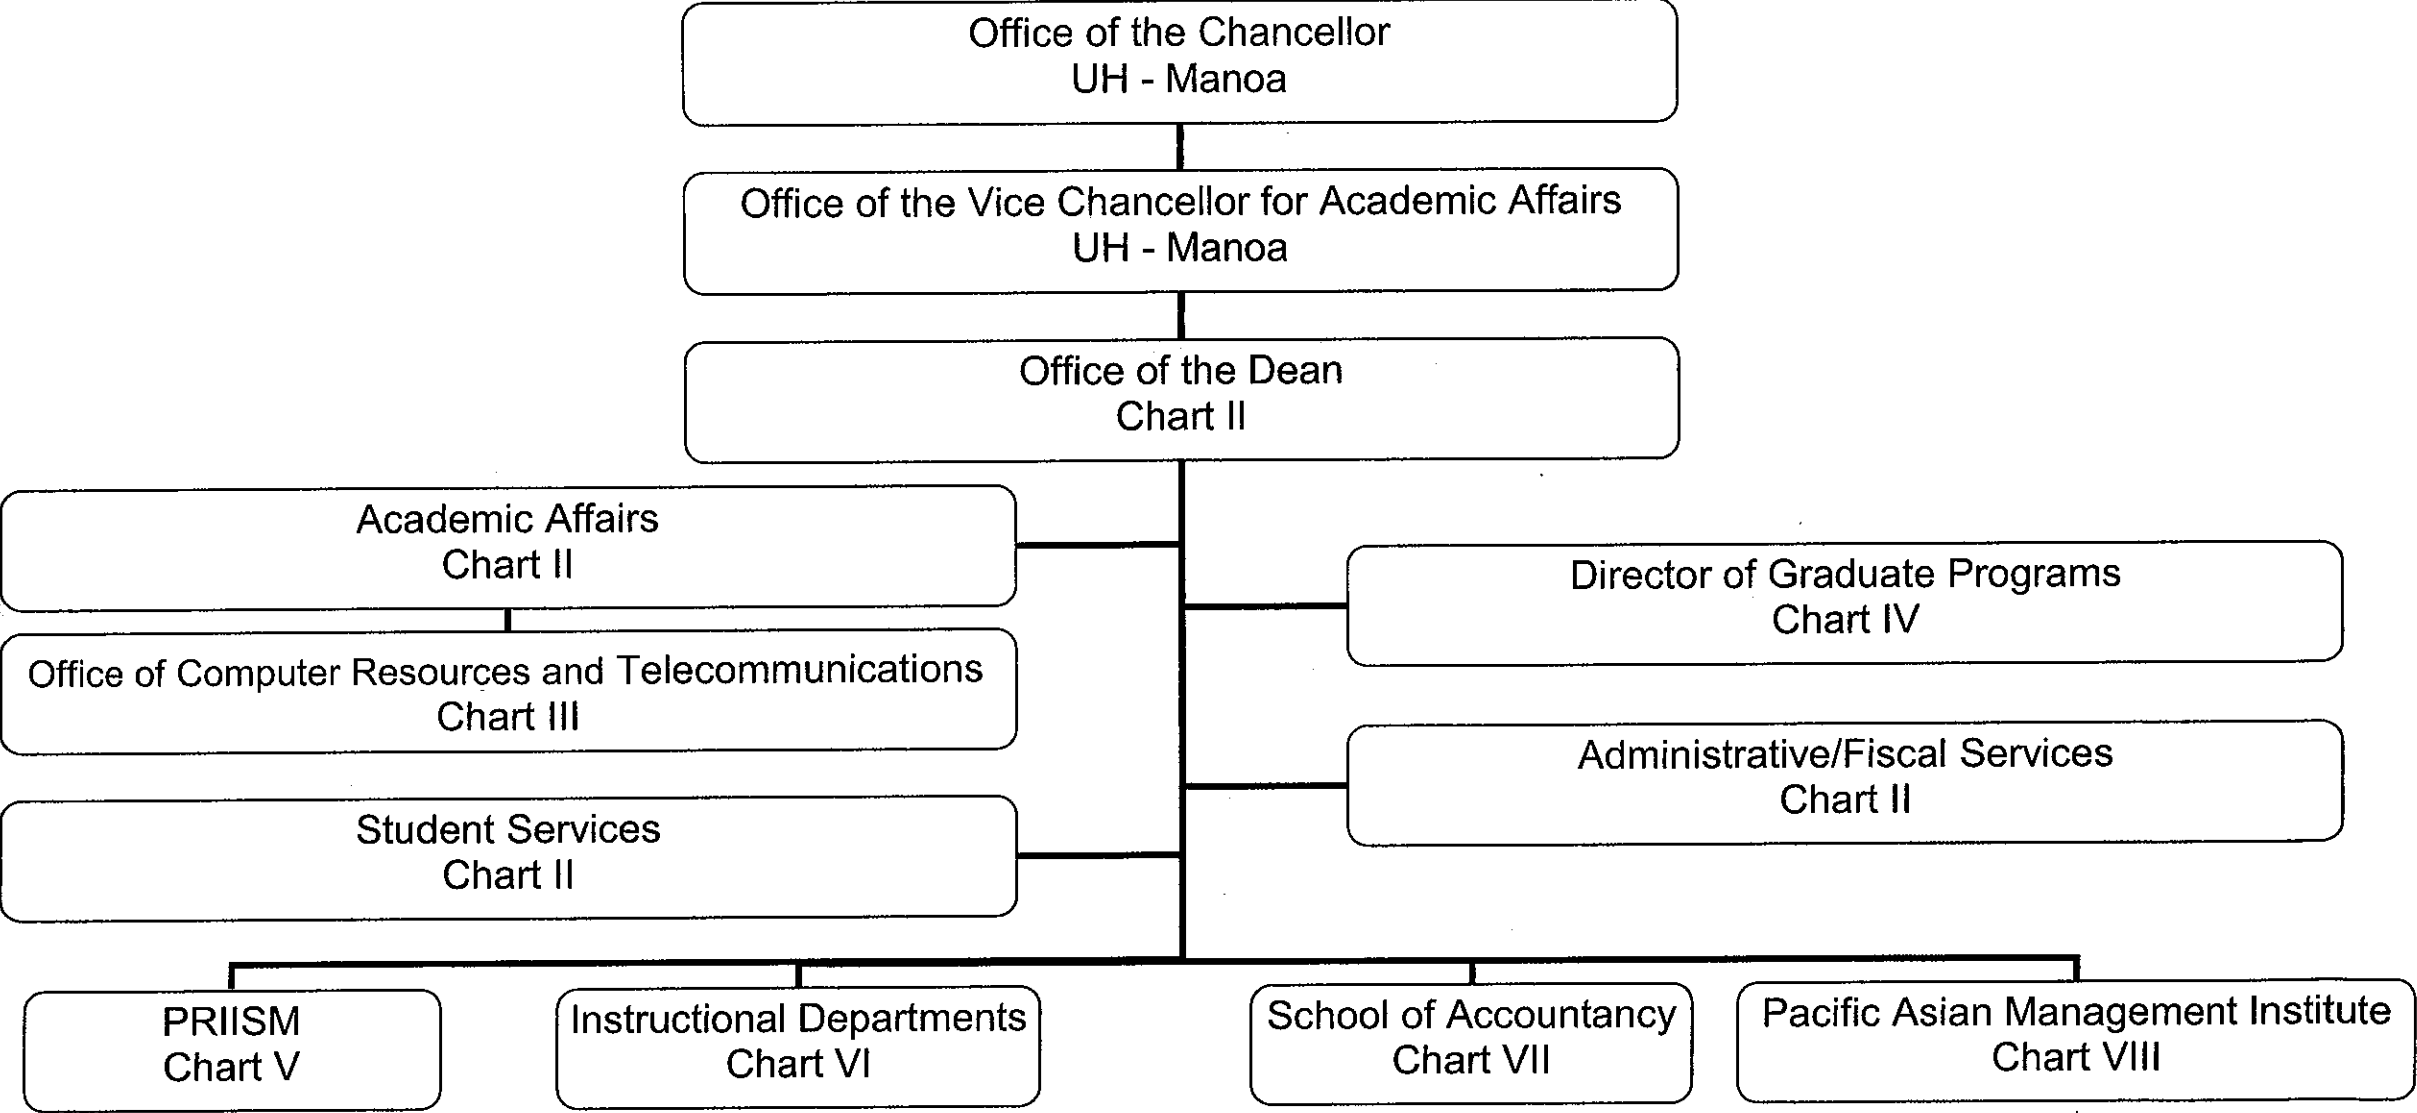 Office of the Chancellor
UH - Manoa
Office of the Vice Chancellor for Academic Affairs
UH - Manoa
Office of the Dean
Chart II
Academic Affairs
Chart II
Director of Graduate Programs
Chart IV
Office of Computer Resources and Telecommunications
Chart III
Administrative/Fiscal Services
Chart II
Student Services
Chart II
PRIISM
Chart V
Instructional Departments
Chart VI
School of Accountancy
Chart VII
Pacific Asian Management Institute
Chart VIII